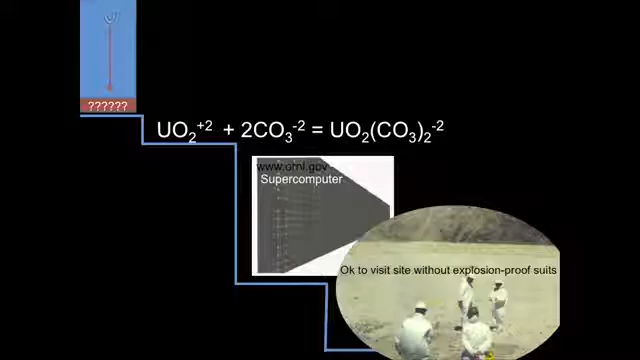 ??????
UO₂⁺² + 2CO₃⁻² = UO₂(CO₃)₂⁻²
www.ornl.gov
Supercomputer
Ok to visit site without explosion-proof suits